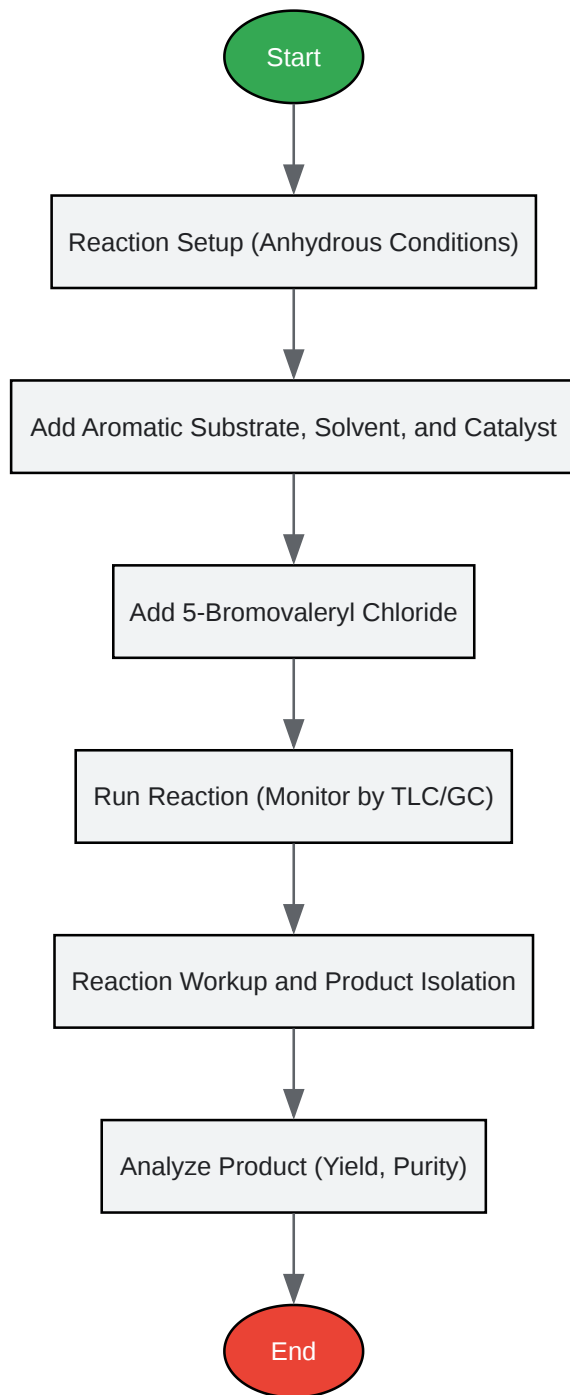 Start
Reaction Setup (Anhydrous Conditions)
Add Aromatic Substrate, Solvent, and Catalyst
Add 5-Bromovaleryl Chloride
Run Reaction (Monitor by TLC/GC)
Reaction Workup and Product Isolation
Analyze Product (Yield, Purity)
End